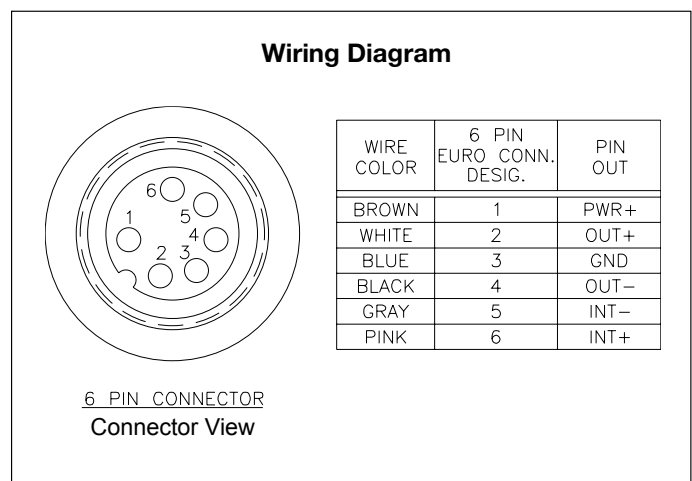 Wiring Diagram
6
5
1
4
2 3
6 PIN CONNECTOR
Connector View
WIRE COLOR 6 PIN EURO CONN. DESIG. PIN OUT
BROWN 1 PWR+
WHITE 2 OUT+
BLUE 3 GND
BLACK 4 OUT−
GRAY 5 INT−
PINK 6 INT+